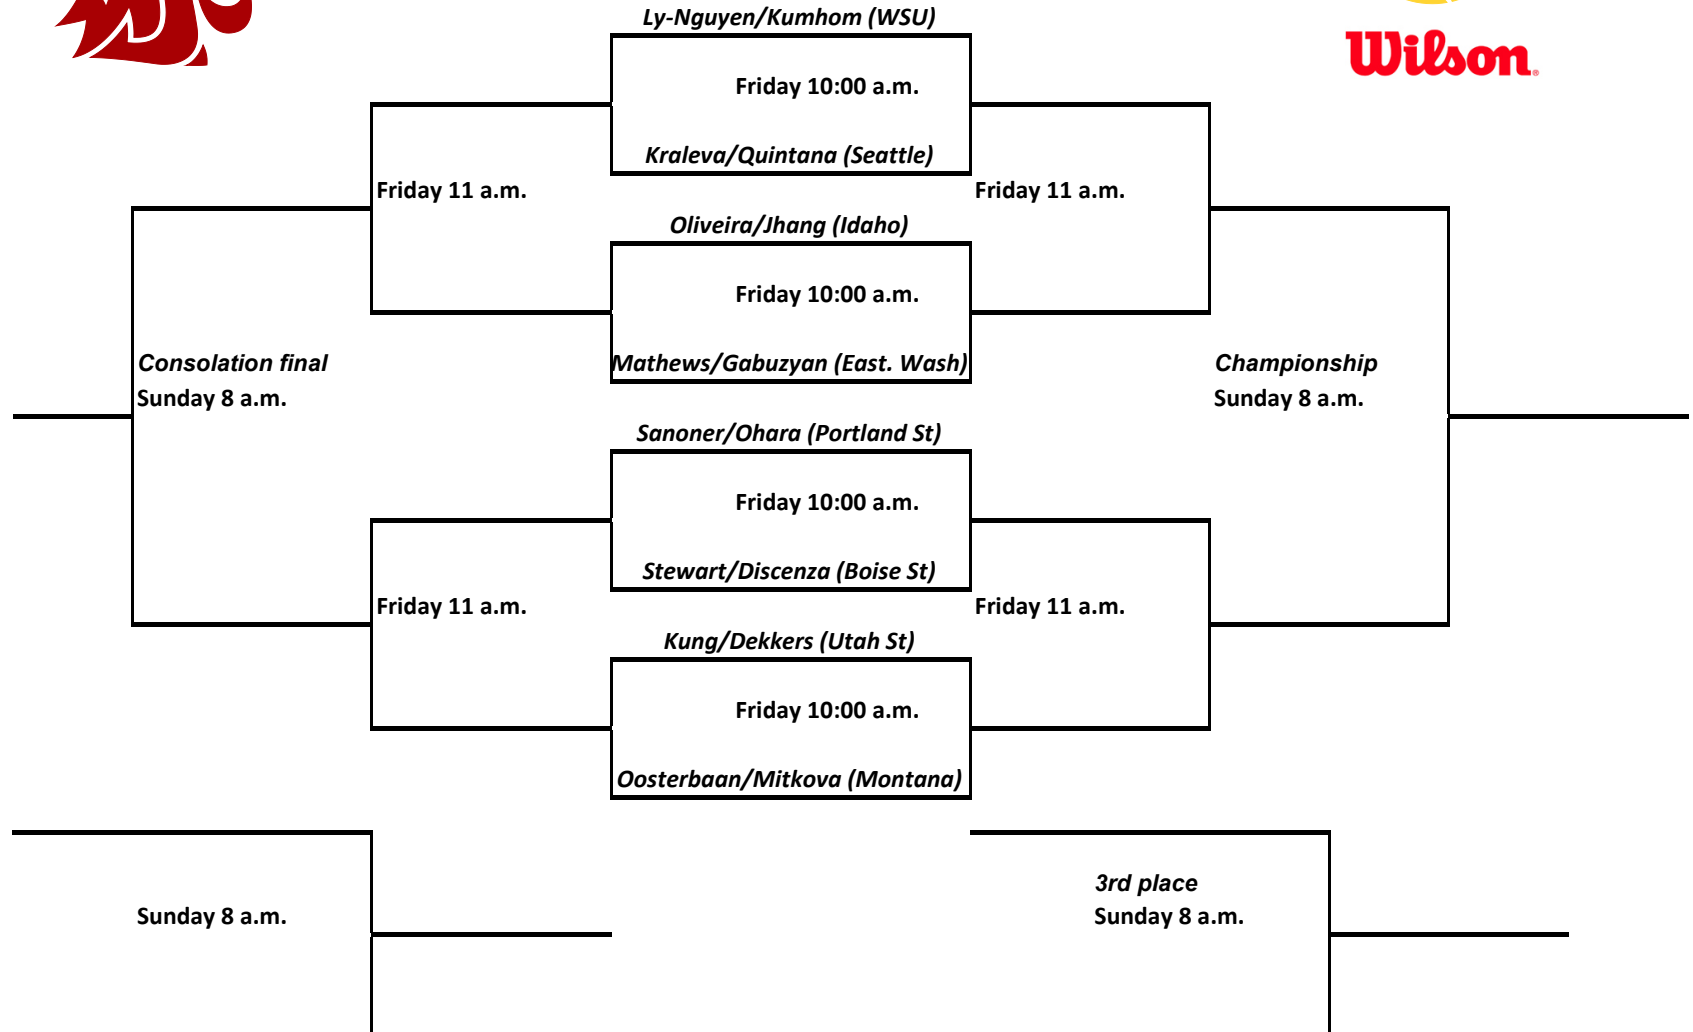 Ly-Nguyen/Kumhom (WSU)
Wilson
Friday 10:00 a.m.
Kraleva/Quintana (Seattle)
Friday 11 a.m.
Friday 11 a.m.
Oliveira/Jhang (Idaho)
Friday 10:00 a.m.
Consolation final
Mathews/Gabuzyan (East. Wash)
Championship
Sunday 8 a.m.
Sunday 8 a.m.
Sanoner/Ohara (Portland St)
Friday 10:00 a.m.
Stewart/Discenza (Boise St)
Friday 11 a.m.
Friday 11 a.m.
Kung/Dekkers (Utah St)
Friday 10:00 a.m.
Oosterbaan/Mitkova (Montana)
3rd place
Sunday 8 a.m.
Sunday 8 a.m.